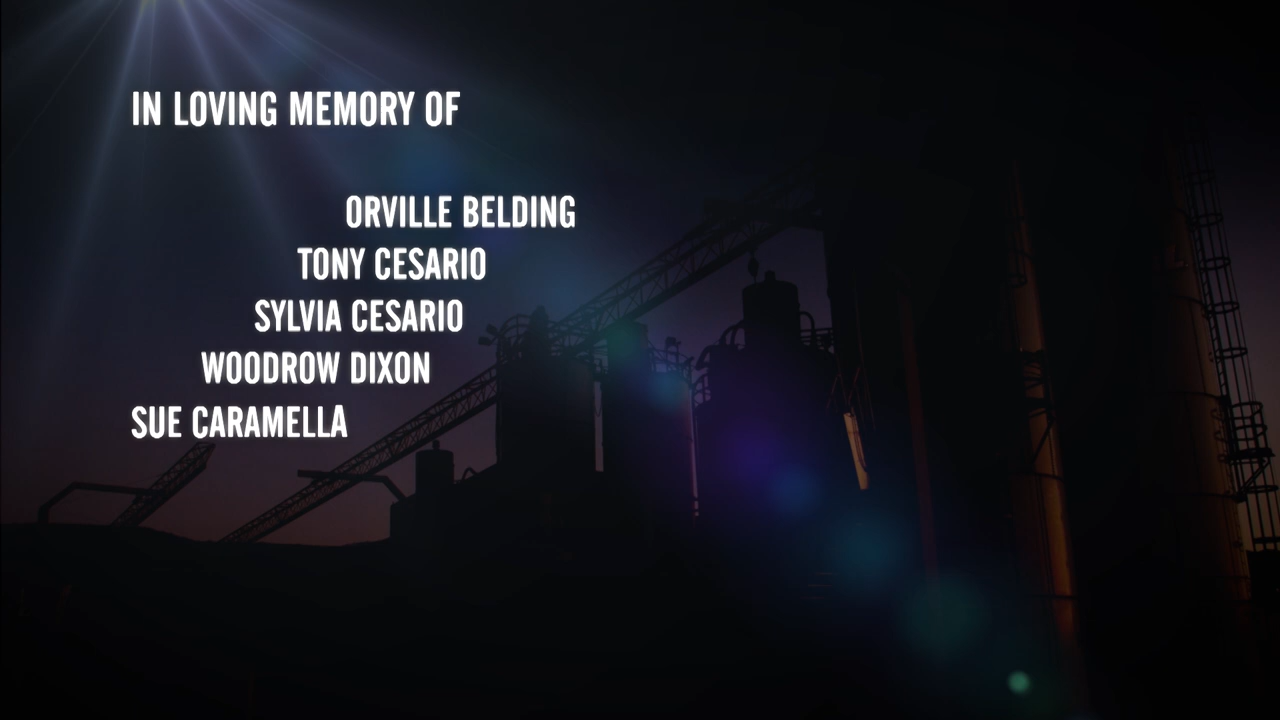 IN LOVING MEMORY OF
ORVILLE BELDING
TONY CESARIO
SYLVIA CESARIO
WOODROW DIXON
SUE CARAMELLA